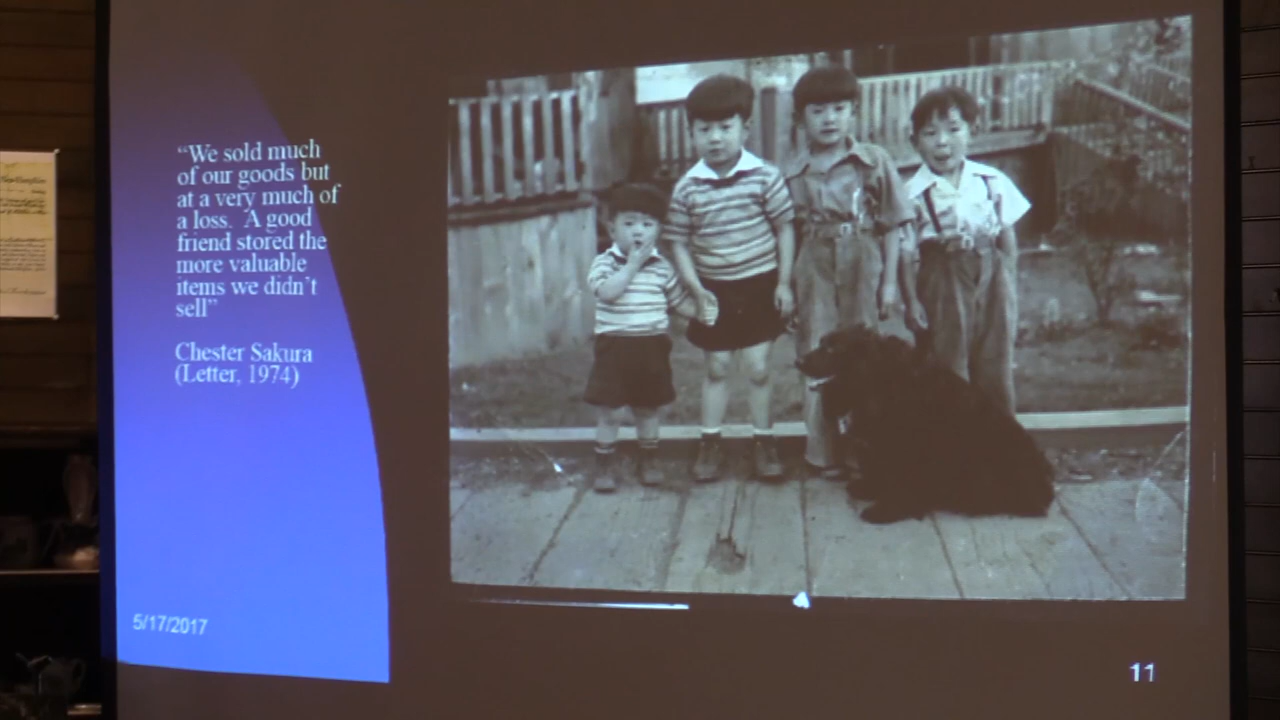 “We sold much
of our goods but
at a very much of
a loss. A good
friend stored the
more valuable
items we didn’t
sell”
Chester Sakura
(Letter, 1974)
5/17/2017
11